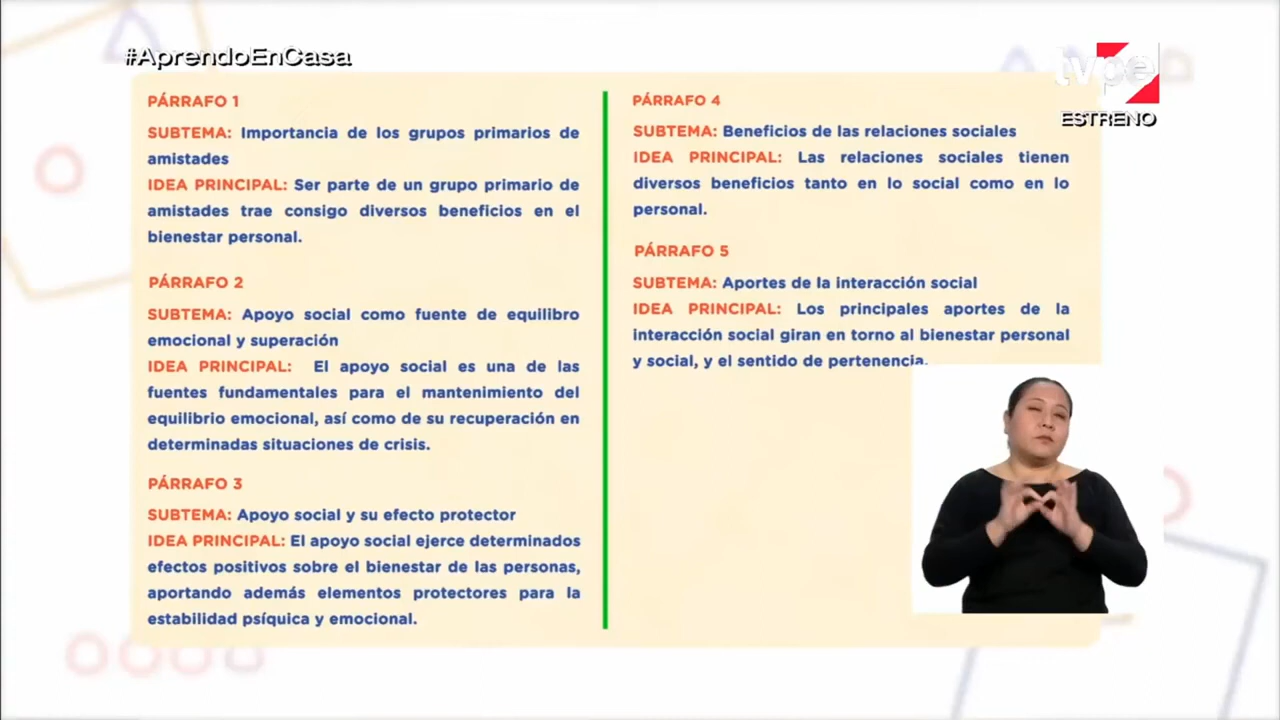 #AprendoEnCasa
tvpe
ESTRENO
PÁRRAFO 1
SUBTEMA: Importancia de los grupos primarios de
amistades
IDEA PRINCIPAL: Ser parte de un grupo primario de
amistades trae consigo diversos beneficios en el
bienestar personal.
PÁRRAFO 2
SUBTEMA: Apoyo social como fuente de equilibro
emocional y superación
IDEA PRINCIPAL: El apoyo social es una de las
fuentes fundamentales para el mantenimiento del
equilibrio emocional, así como de su recuperación en
determinadas situaciones de crisis.
PÁRRAFO 3
SUBTEMA: Apoyo social y su efecto protector
IDEA PRINCIPAL: El apoyo social ejerce determinados
efectos positivos sobre el bienestar de las personas,
aportando además elementos protectores para la
estabilidad psíquica y emocional.
PÁRRAFO 4
SUBTEMA: Beneficios de las relaciones sociales
IDEA PRINCIPAL: Las relaciones sociales tienen
diversos beneficios tanto en lo social como en lo
personal.
PÁRRAFO 5
SUBTEMA: Aportes de la interacción social
IDEA PRINCIPAL: Los principales aportes de la
interacción social giran en torno al bienestar personal
y social, y el sentido de pertenencia.